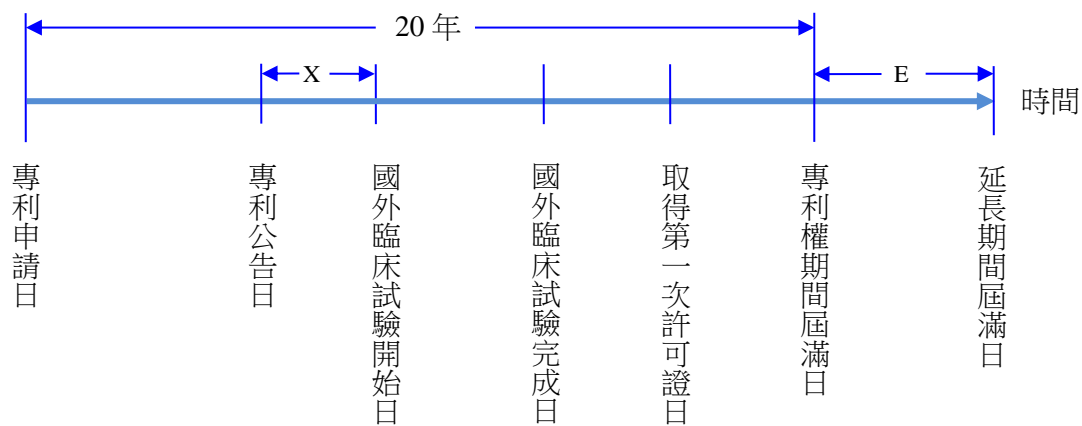 20 年
X
E
時間
專利申請日
專利公告日
國外臨床試驗開始日
國外臨床試驗完成日
取得第一次許可證日
專利權期間屆滿日
延長期間屆滿日